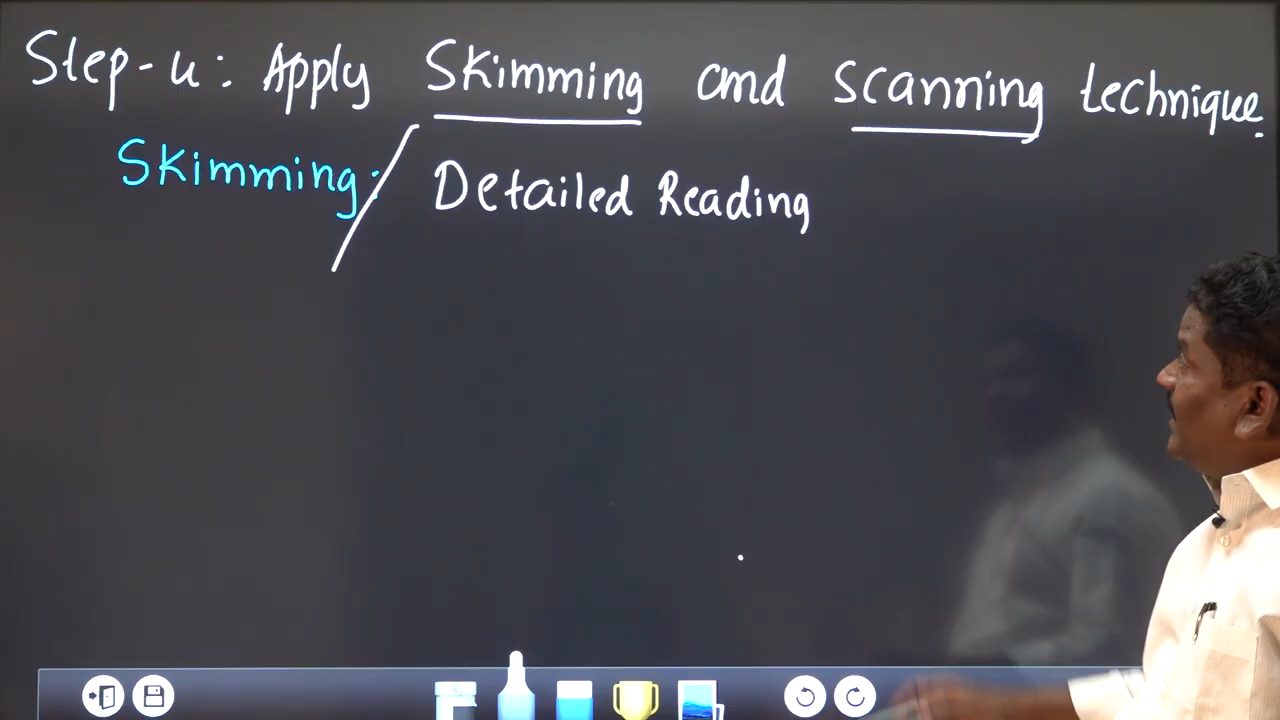 Step-4: Apply Skimming and Scanning technique.
Skimming: / Detailed Reading